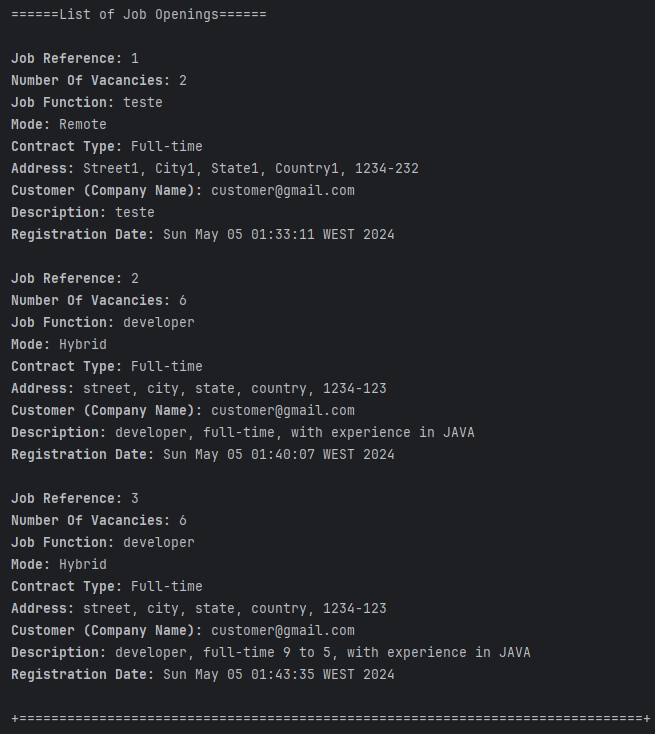 ======List of Job Openings======
Job Reference: 1
Number Of Vacancies: 2
Job Function: teste
Mode: Remote
Contract Type: Full-time
Address: Street1, City1, State1, Country1, 1234-232
Customer (Company Name): customer@gmail.com
Description: teste
Registration Date: Sun May 05 01:33:11 WEST 2024
Job Reference: 2
Number Of Vacancies: 6
Job Function: developer
Mode: Hybrid
Contract Type: Full-time
Address: street, city, state, country, 1234-123
Customer (Company Name): customer@gmail.com
Description: developer, full-time, with experience in JAVA
Registration Date: Sun May 05 01:40:07 WEST 2024
Job Reference: 3
Number Of Vacancies: 6
Job Function: developer
Mode: Hybrid
Contract Type: Full-time
Address: street, city, state, country, 1234-123
Customer (Company Name): customer@gmail.com
Description: developer, full-time 9 to 5, with experience in JAVA
Registration Date: Sun May 05 01:43:35 WEST 2024
+==============================================================================+